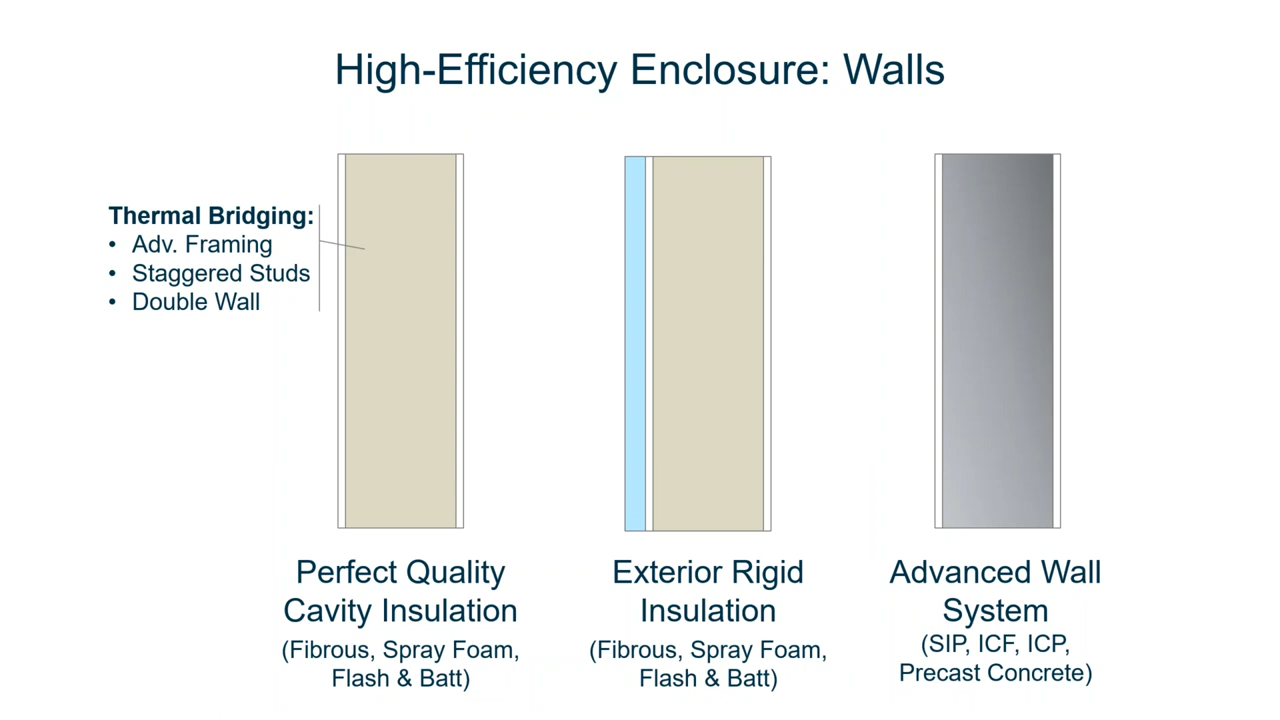 High-Efficiency Enclosure: Walls
Thermal Bridging:
• Adv. Framing
• Staggered Studs
• Double Wall
Perfect Quality
Cavity Insulation
(Fibrous, Spray Foam,
Flash & Batt)
Exterior Rigid
Insulation
(Fibrous, Spray Foam,
Flash & Batt)
Advanced Wall
System
(SIP, ICF, ICP,
Precast Concrete)